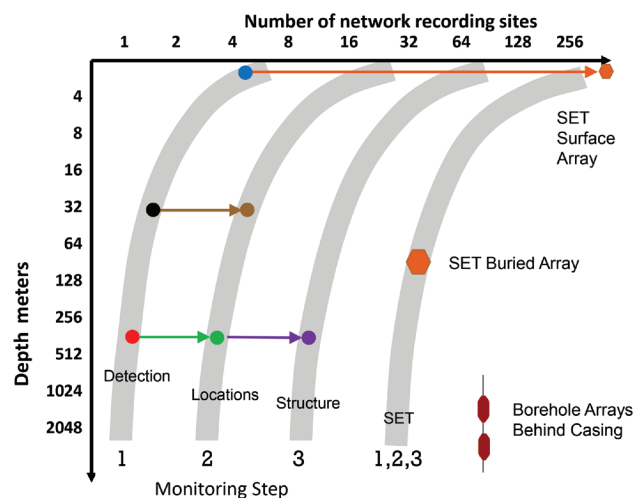 Number of network recording sites
1 2 4 8 16 32 64 128 256
Depth meters
4
8
16
32
64
128
256
512
1024
2048
SET
Surface
Array
SET Buried Array
Detection
Locations
Structure
SET
Borehole Arrays
Behind Casing
1 2 3 1,2,3
Monitoring Step